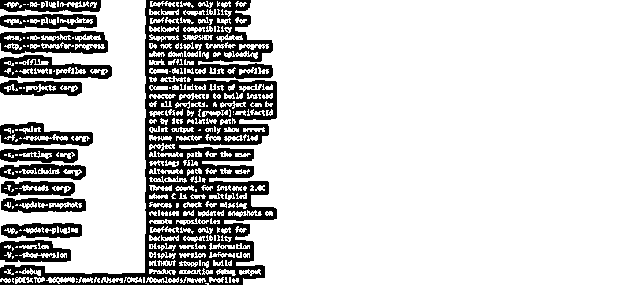 -npr,--no-plugin-registry Ineffective, only kept for
backward compatibility
-npu,--no-plugin-updates Ineffective, only kept for
backward compatibility
-nsu,--no-snapshot-updates Suppress SNAPSHOT updates
-ntp,--no-transfer-progress Do not display transfer progress
when downloading or uploading
-o,--offline Work offline
-P,--activate-profiles <arg> Comma-delimited list of profiles
to activate
-pl,--projects <arg> Comma-delimited list of specified
reactor projects to build instead
of all projects. A project can be
specified by [groupId]:artifactId
or by its relative path
-q,--quiet Quiet output - only show errors
-rf,--resume-from <arg> Resume reactor from specified
project
-s,--settings <arg> Alternate path for the user
settings file
-t,--toolchains <arg> Alternate path for the user
toolchains file
-T,--threads <arg> Thread count, for instance 2.0C
where C is core multiplied
-U,--update-snapshots Forces a check for missing
releases and updated snapshots on
remote repositories
-up,--update-plugins Ineffective, only kept for
backward compatibility
-v,--version Display version information
-V,--show-version Display version information
WITHOUT stopping build
-X,--debug Produce execution debug output